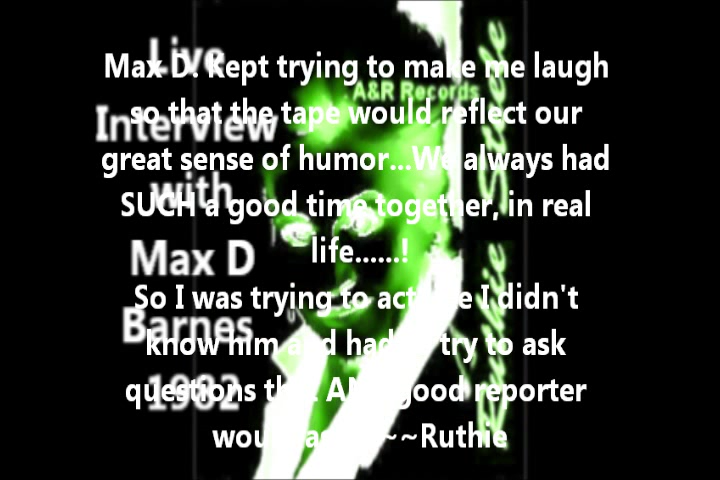 Max D. Kept trying to make me laugh
so that the tape would reflect our
great sense of humor...We always had
SUCH a good time together, in real
life......!
So I was trying to act like I didn't
know him and had to try to ask
questions that ANY good reporter
would ~~Ruthie
Live
Interview
with
Max D
Barnes
1982
A&R Records
Ruthie Steele